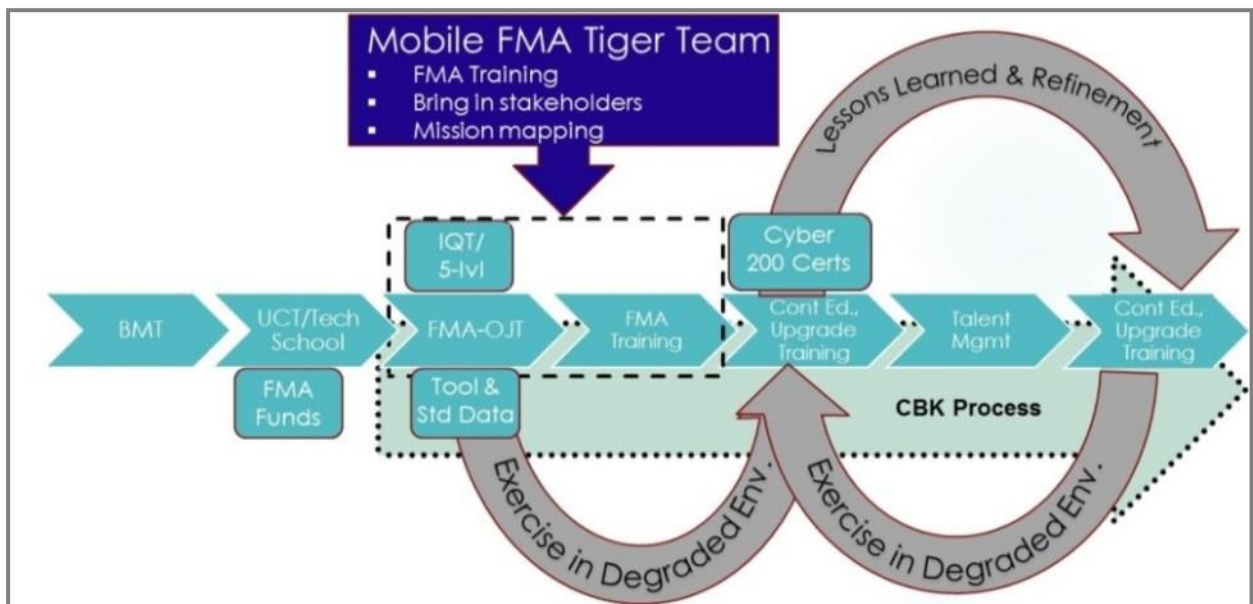 Mobile FMA Tiger Team
▪ FMA Training
▪ Bring in stakeholders
▪ Mission mapping
Lessons Learned & Refinement
IQT/
5-lvl
Cyber
200 Certs
BMT
UCT/Tech
School
FMA-OJT
FMA
Training
Cont Ed.,
Upgrade
Training
Talent
Mgmt
Cont Ed.,
Upgrade
Training
FMA
Funds
Tool &
Std Data
CBK Process
Exercise in Degraded Env.
Exercise in Degraded Env.